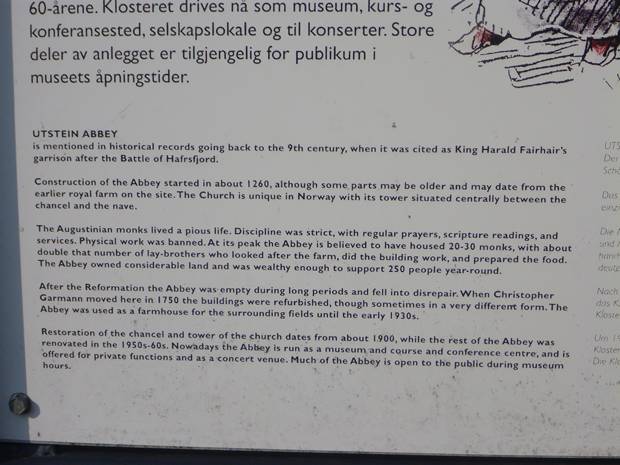 60-årene. Klosteret drives nå som museum, kurs- og
konferansested, selskapslokale og til konserter. Store
deler av anlegget er tilgjengelig for publikum i
museets åpningstider.
UTSTEIN ABBEY
is mentioned in historical records going back to the 9th century, when it was cited as King Harald Fairhair's
garrison after the Battle of Hafrsfjord.
Construction of the Abbey started in about 1260, although some parts may be older and may date from the
earlier royal farm on the site. The Church is unique in Norway with its tower situated centrally between the
chancel and the nave.
The Augustinian monks lived a pious life. Discipline was strict, with regular prayers, scripture readings, and
services. Physical work was banned. At its peak the Abbey is believed to have housed 20-30 monks, with about
double that number of lay-brothers who looked after the farm, did the building work, and prepared the food.
The Abbey owned considerable land and was wealthy enough to support 250 people year-round.
After the Reformation the Abbey was empty during long periods and fell into disrepair. When Christopher
Garmann moved here in 1750 the buildings were refurbished, though sometimes in a very different form. The
Abbey was used as a farmhouse for the surrounding fields until the early 1930s.
Restoration of the chancel and tower of the church dates from about 1900, while the rest of the Abbey was
renovated in the 1950s-60s. Nowadays the Abbey is run as a museum and course and conference centre, and is
offered for private functions and as a concert venue. Much of the Abbey is open to the public during museum
hours.
UTS
Der
Das
einzi
Die
Nach
das K
Kloste
Um 19
Kloster
Die Klo